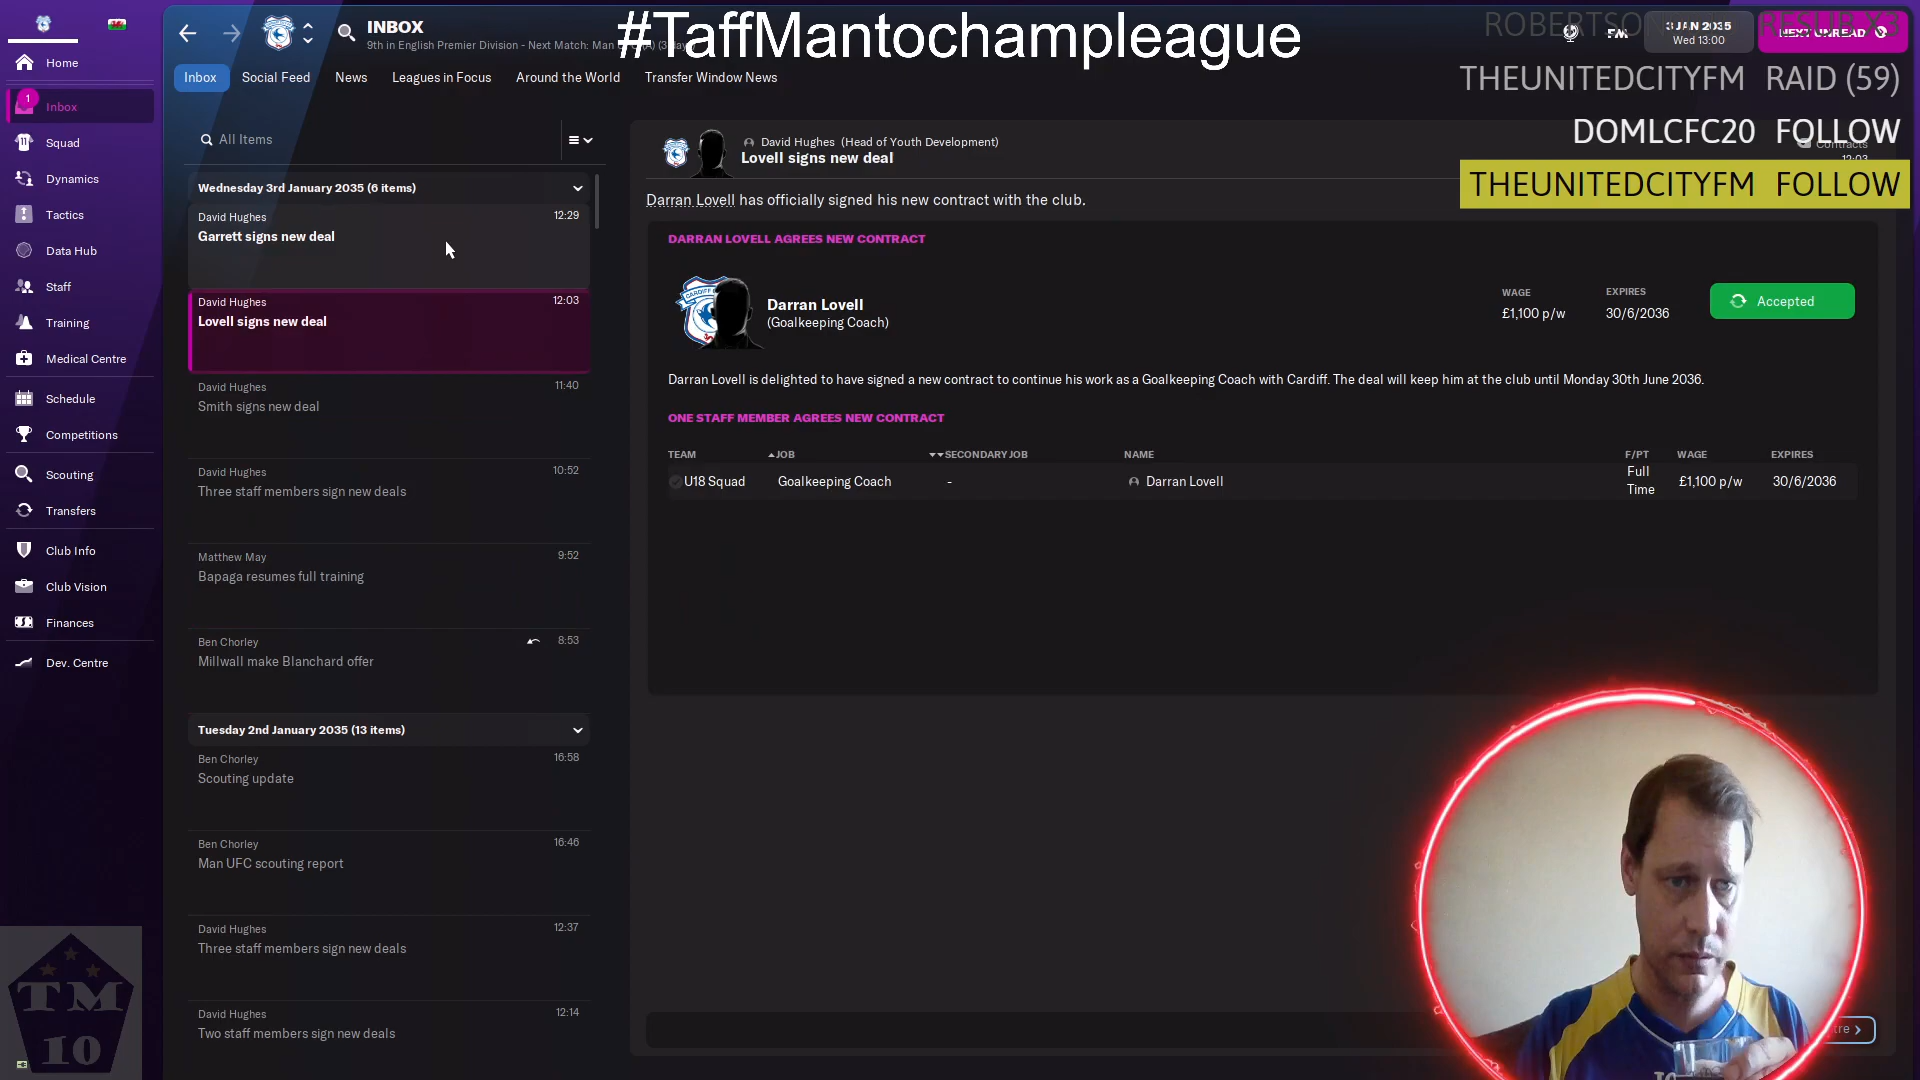 #TaffMantochampleague
INBOX
9th in English Premier Division - Next Match: Man
3 JAN 2035
Wed 13:00
NEXT UNREAD
RESUB X3
THEUNITEDCITYFM RAID (59)
DOMLCFC20 FOLLOW
THEUNITEDCITYFM FOLLOW
Home
1
Inbox
Squad
Dynamics
Tactics
Data Hub
Staff
Training
Medical Centre
Schedule
Competitions
Scouting
Transfers
Club Info
Club Vision
Finances
Dev. Centre
TM
10
Inbox
Social Feed
News
Leagues in Focus
Around the World
Transfer Window News
All Items
Wednesday 3rd January 2035 (6 items)
David Hughes 12:29
Garrett signs new deal
David Hughes 12:03
Lovell signs new deal
David Hughes 11:40
Smith signs new deal
David Hughes 10:52
Three staff members sign new deals
Matthew May 9:52
Bapaga resumes full training
Ben Chorley 8:53
Millwall make Blanchard offer
Tuesday 2nd January 2035 (13 items)
Ben Chorley 16:58
Scouting update
Ben Chorley 16:46
Man UFC scouting report
David Hughes 12:37
Three staff members sign new deals
David Hughes 12:14
Two staff members sign new deals
David Hughes (Head of Youth Development)
Lovell signs new deal
Contracts
12:03
Darran Lovell has officially signed his new contract with the club.
DARRAN LOVELL AGREES NEW CONTRACT
Darran Lovell
(Goalkeeping Coach)
WAGE
£1,100 p/w
EXPIRES
30/6/2036
Accepted
Darran Lovell is delighted to have signed a new contract to continue his work as a Goalkeeping Coach with Cardiff. The deal will keep him at the club until Monday 30th June 2036.
ONE STAFF MEMBER AGREES NEW CONTRACT
TEAM JOB SECONDARY JOB NAME F/PT WAGE EXPIRES
U18 Squad Goalkeeping Coach - Darran Lovell Full Time £1,100 p/w 30/6/2036